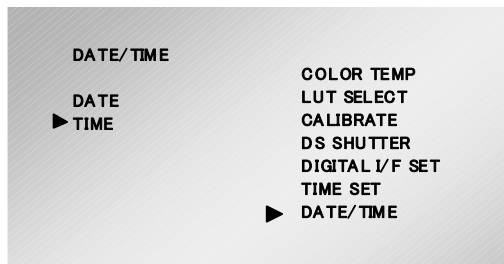 DATE/TIME
DATE
TIME
COLOR TEMP
LUT SELECT
CALIBRATE
DS SHUTTER
DIGITAL I/F SET
TIME SET
DATE/TIME